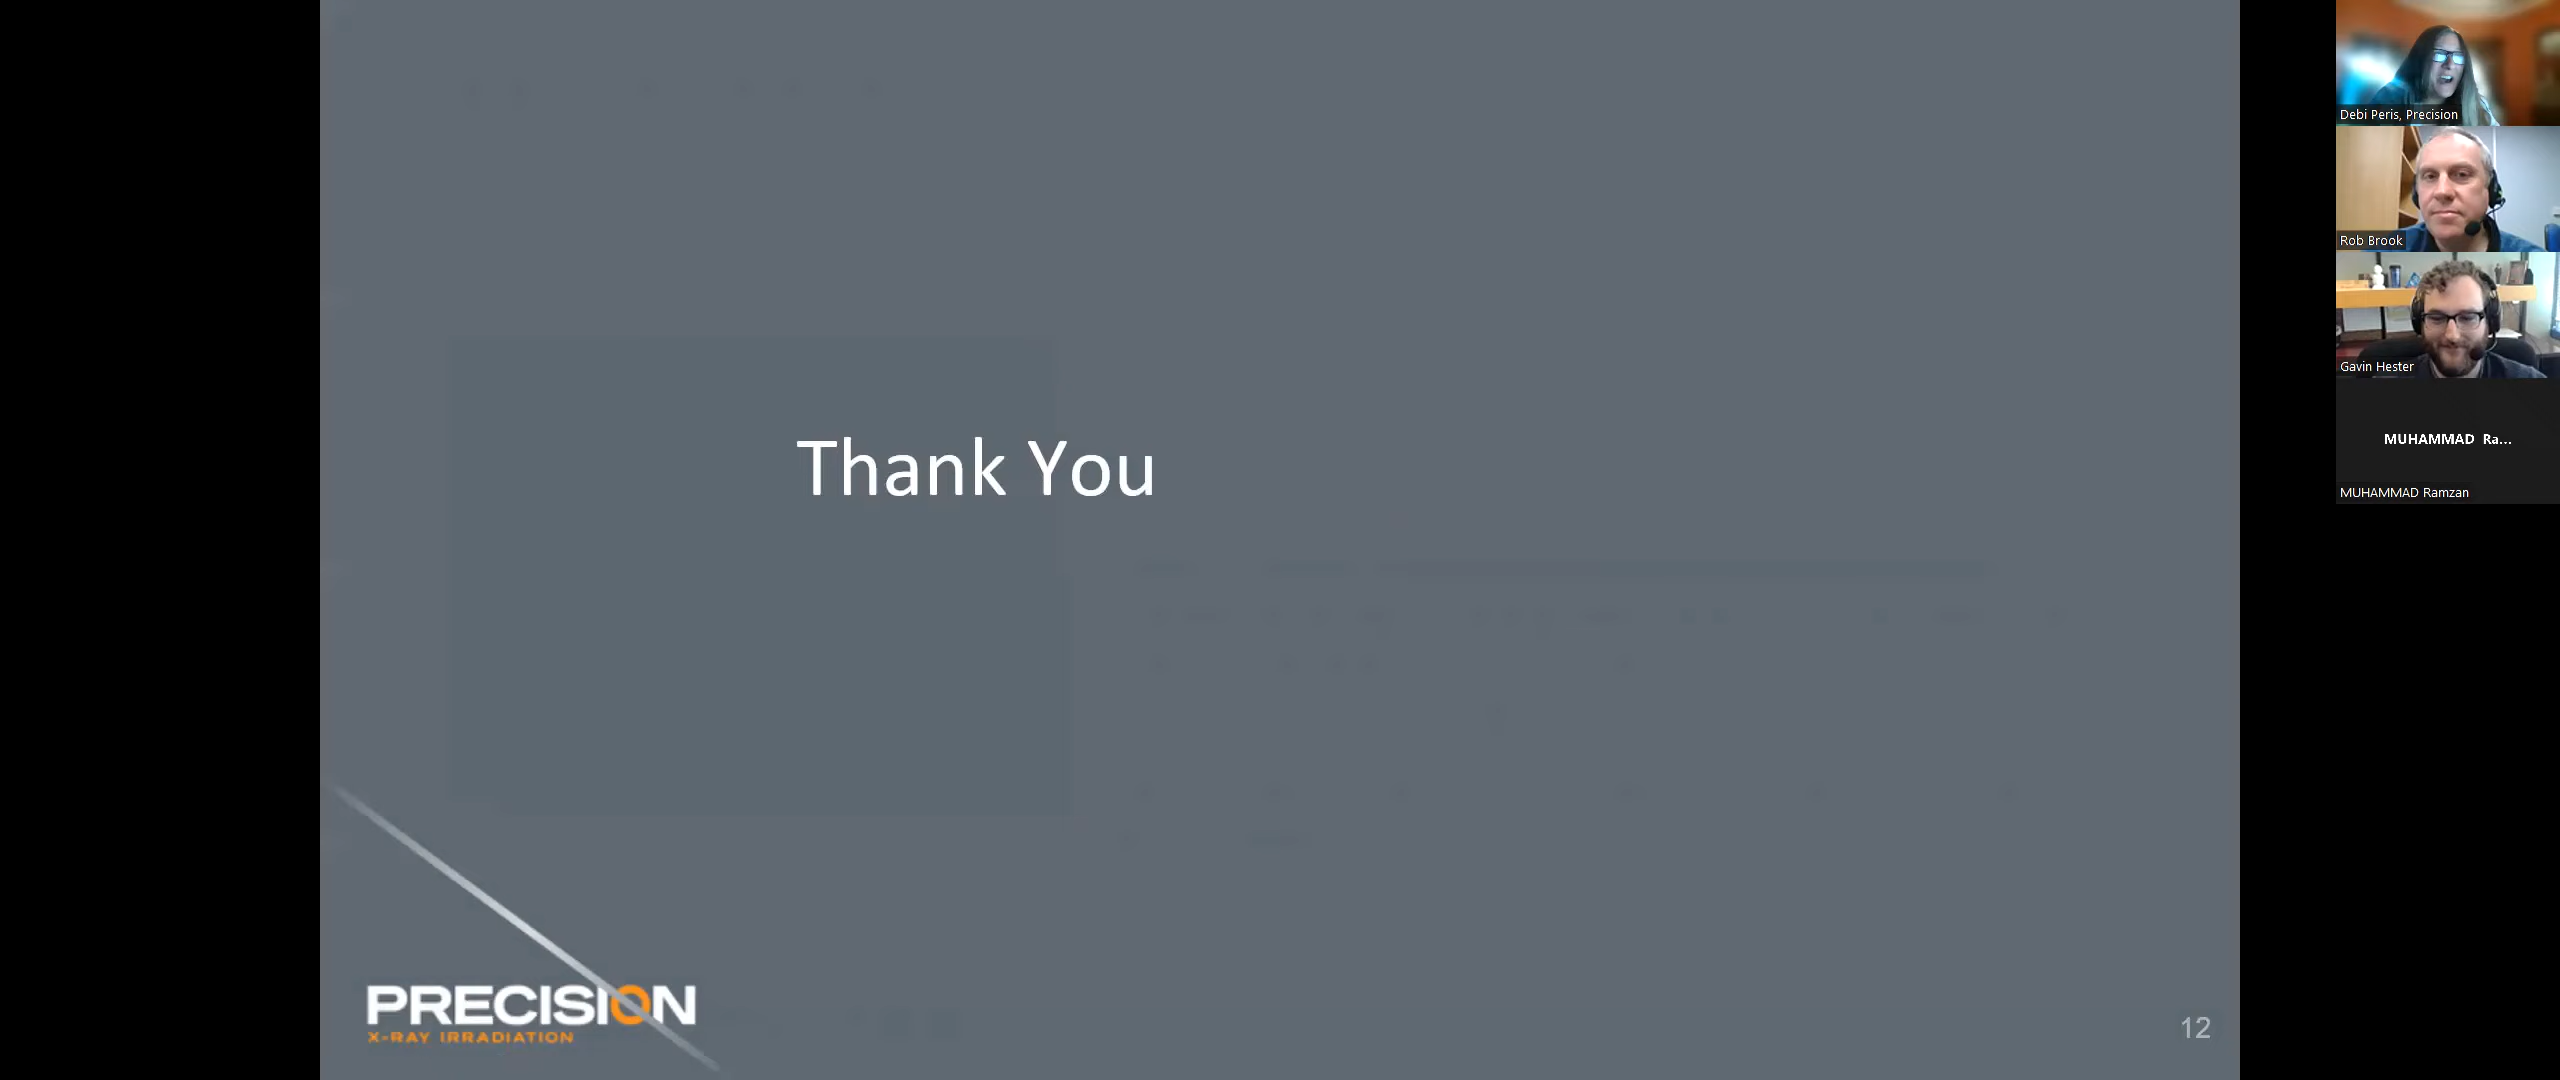 Thank You
PRECISION
X-RAY IRRADIATION
12
Debi Peris, Precision
Rob Brook
Gavin Hester
MUHAMMAD Ra...
MUHAMMAD Ramzan